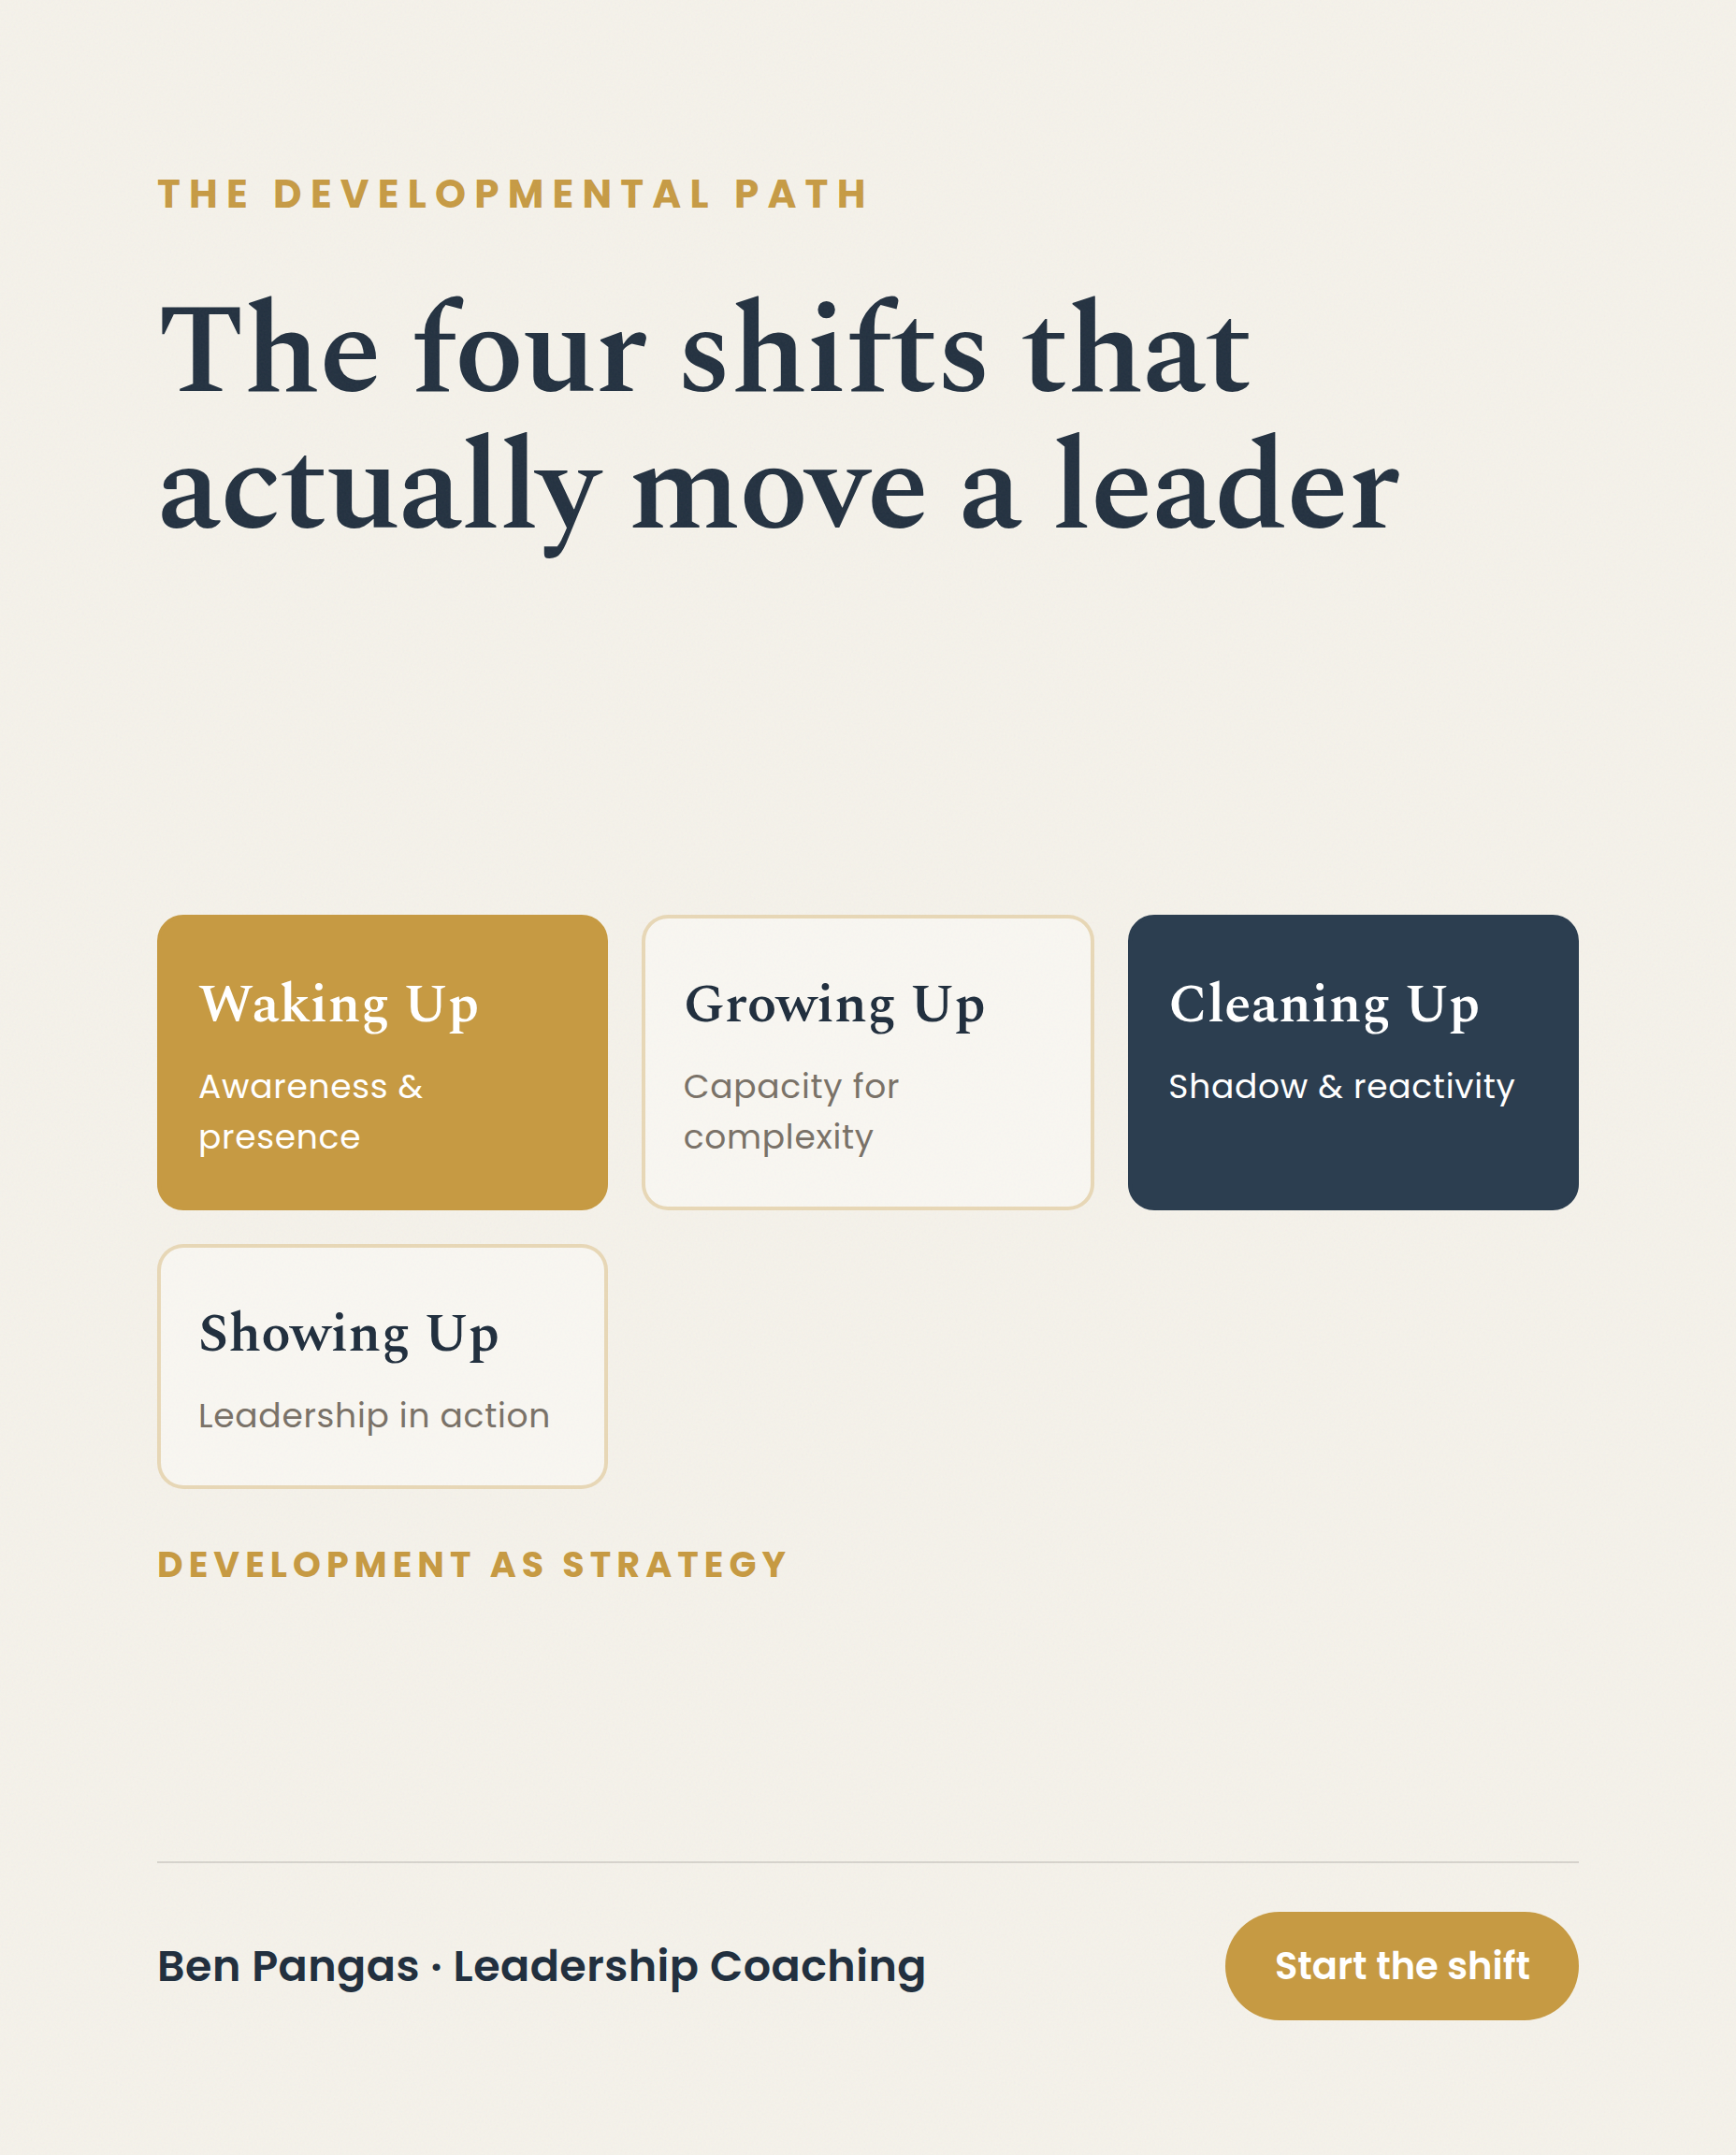 THE DEVELOPMENTAL PATH
The four shifts that
actually move a leader
Waking Up
Awareness &
presence
Growing Up
Capacity for
complexity
Cleaning Up
Shadow & reactivity
Showing Up
Leadership in action
DEVELOPMENT AS STRATEGY
Ben Pangas · Leadership Coaching
Start the shift